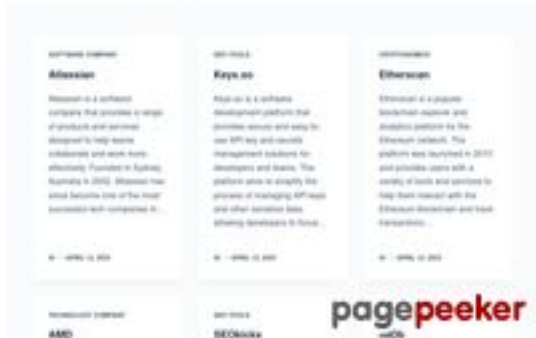 SOFTWARE COMPANY
Atlassian
Atlassian is a software
company that provides a range
of products and services
designed to help teams
collaborate and work more
effectively. Founded in Sydney,
Australia in 2002, Atlassian has
since become one of the most
successful tech companies in...
APRIL 12, 2023
SEO TOOLS
Keys.so
Keys.so is a software
development platform that
provides secure and easy-to-
use API key and secrets
management solutions for
developers and teams. The
platform aims to simplify the
process of managing API keys
and other sensitive data,
allowing developers to focus...
APRIL 12, 2023
Etherscan
Etherscan is a popular
blockchain explorer and
analytics platform for the
Ethereum network. The
platform was launched in 2015
and provides users with a
variety of tools and services to
help them interact with the
Ethereum blockchain and track
transactions...
APRIL 12, 2023
TECHNOLOGY COMPANY
AMD
SEO TOOLS
SEOkicks
pagepeeker